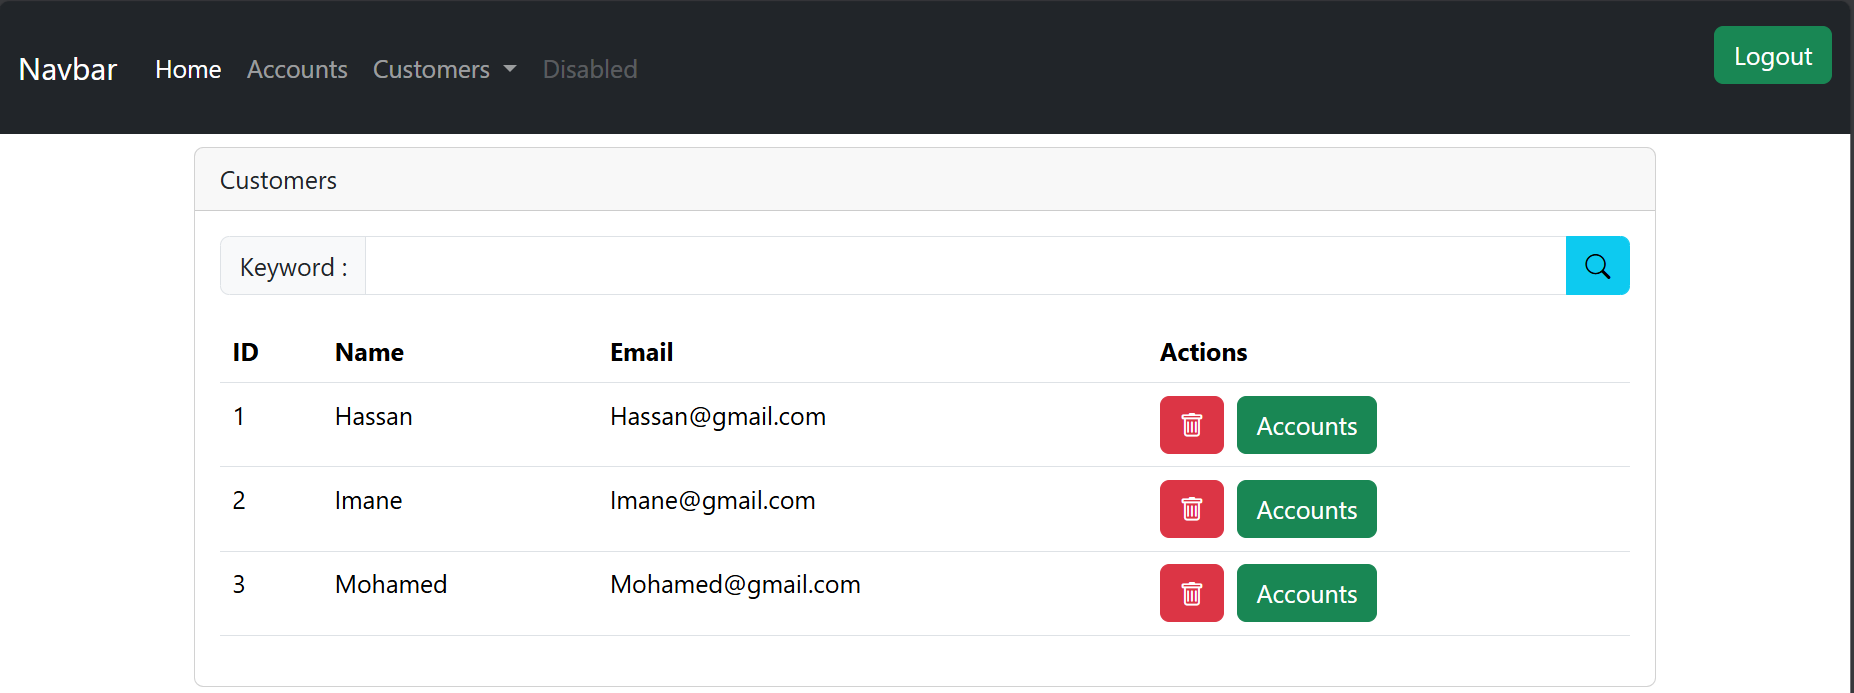 Navbar Home Accounts Customers Disabled Logout
Customers
Keyword :
ID Name Email Actions
1 Hassan Hassan@gmail.com Accounts
2 Imane Imane@gmail.com Accounts
3 Mohamed Mohamed@gmail.com Accounts